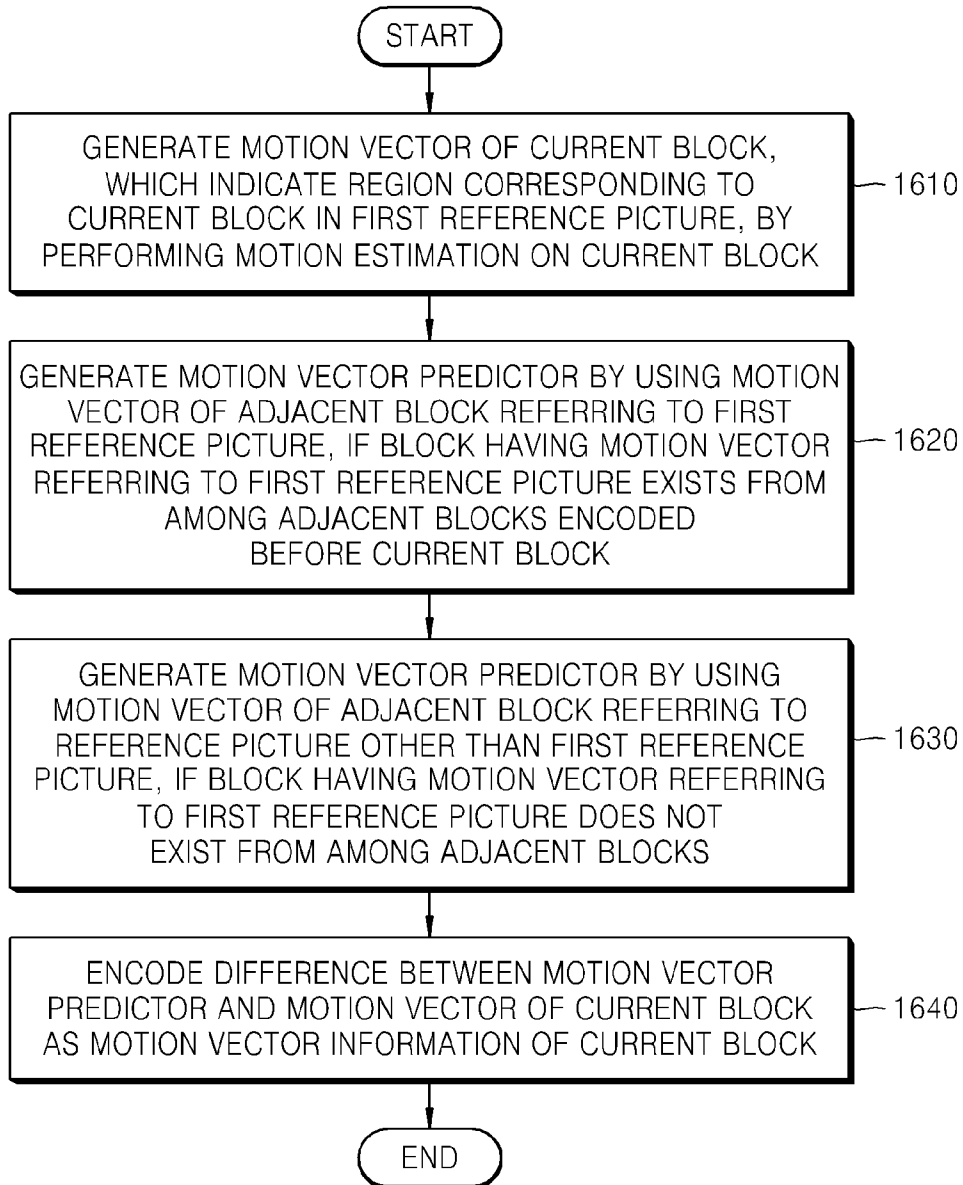 START
GENERATE MOTION VECTOR OF CURRENT BLOCK,
WHICH INDICATE REGION CORRESPONDING TO
CURRENT BLOCK IN FIRST REFERENCE PICTURE, BY
PERFORMING MOTION ESTIMATION ON CURRENT BLOCK
1610
GENERATE MOTION VECTOR PREDICTOR BY USING MOTION
VECTOR OF ADJACENT BLOCK REFERRING TO FIRST
REFERENCE PICTURE, IF BLOCK HAVING MOTION VECTOR
REFERRING TO FIRST REFERENCE PICTURE EXISTS FROM
AMONG ADJACENT BLOCKS ENCODED
BEFORE CURRENT BLOCK
1620
GENERATE MOTION VECTOR PREDICTOR BY USING
MOTION VECTOR OF ADJACENT BLOCK REFERRING TO
REFERENCE PICTURE OTHER THAN FIRST REFERENCE
PICTURE, IF BLOCK HAVING MOTION VECTOR REFERRING
TO FIRST REFERENCE PICTURE DOES NOT
EXIST FROM AMONG ADJACENT BLOCKS
1630
ENCODE DIFFERENCE BETWEEN MOTION VECTOR
PREDICTOR AND MOTION VECTOR OF CURRENT BLOCK
AS MOTION VECTOR INFORMATION OF CURRENT BLOCK
1640
END